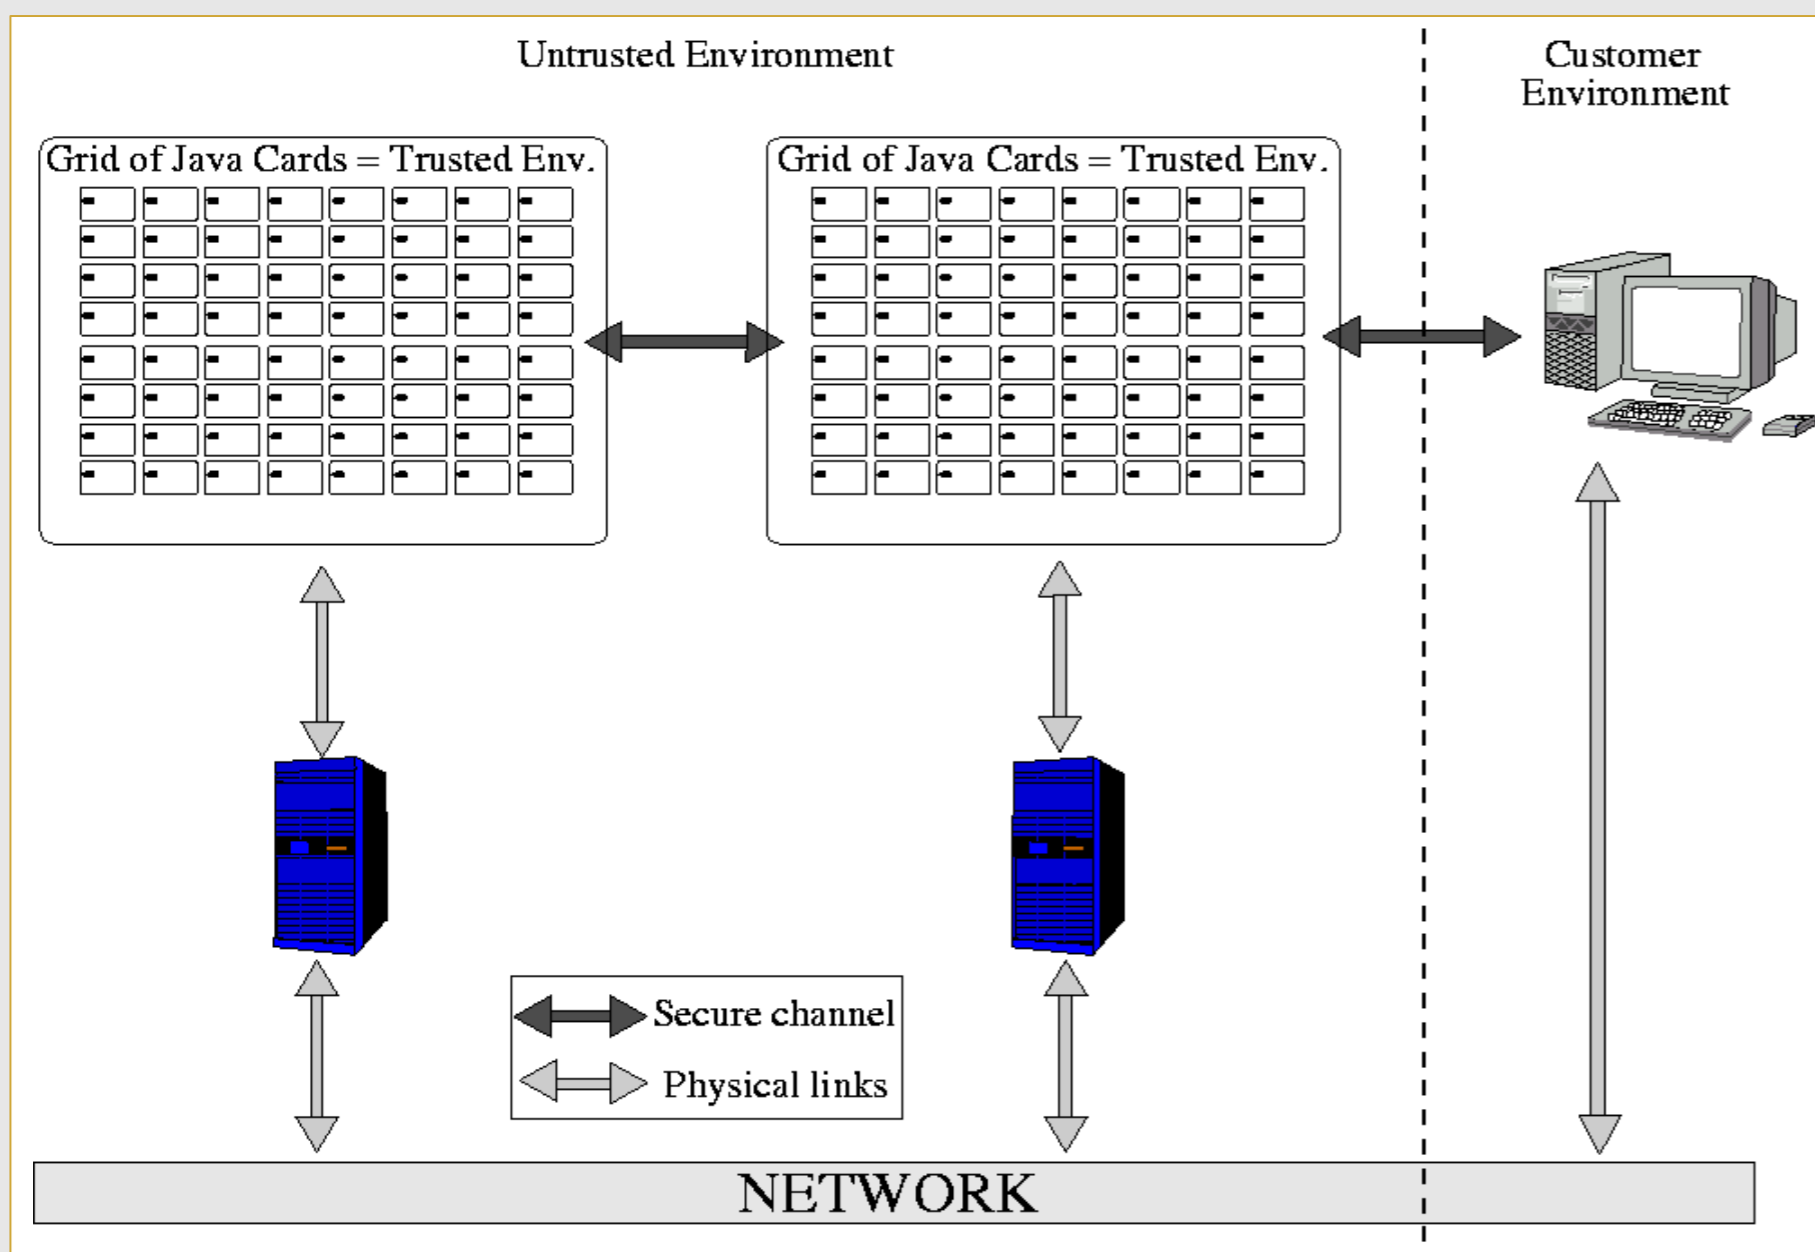 Untrusted Environment
Customer
Environment
Grid of Java Cards = Trusted Env.
Grid of Java Cards = Trusted Env.
Secure channel
Physical links
NETWORK